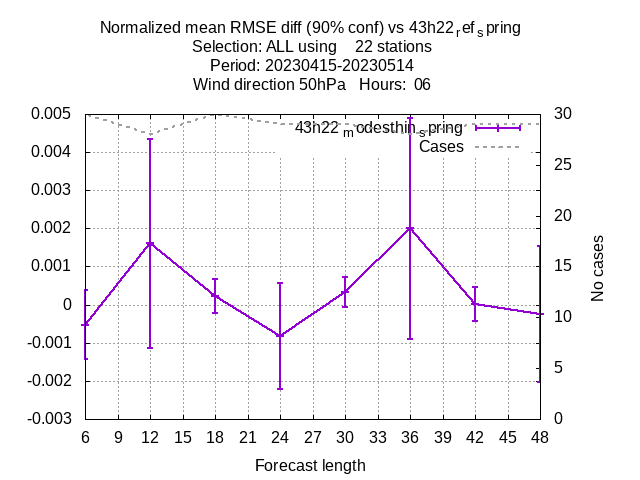 Normalized mean RMSE diff (90% conf) vs 43h22refspring
Selection: ALL using 22 stations
Period: 20230415-20230514
Wind direction 50hPa Hours: 06
43h22modesthinspring
Cases
0.005
0.004
0.003
0.002
0.001
0
-0.001
-0.002
-0.003
30
25
20
15
10
5
0
No cases
6 9 12 15 18 21 24 27 30 33 36 39 42 45 48
Forecast length